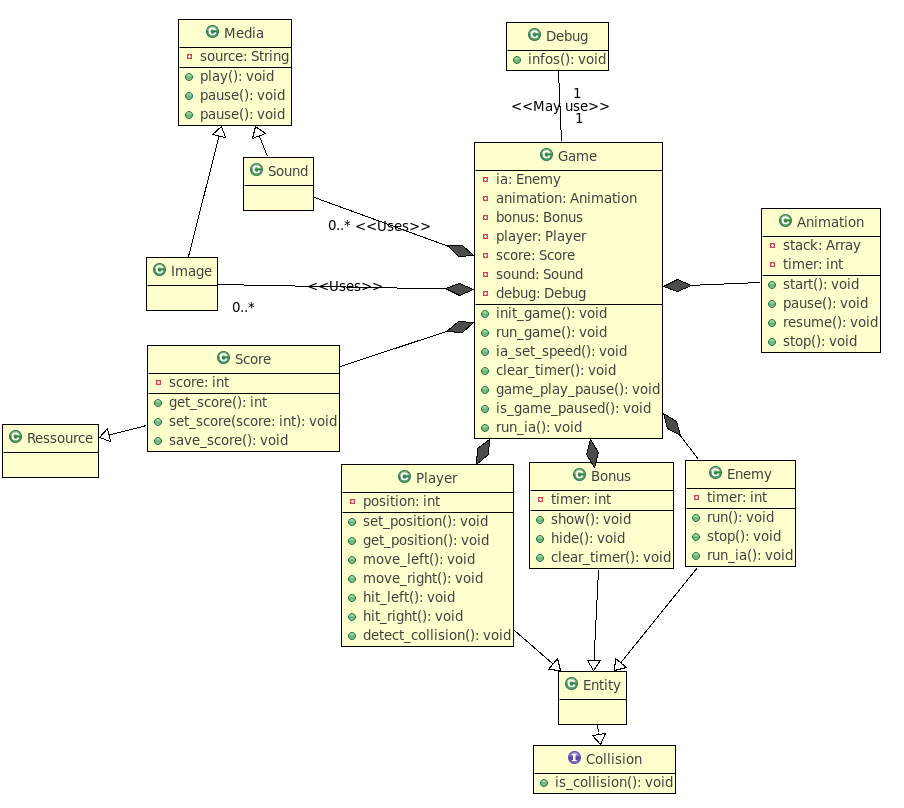 Media
source: String
play(): void
pause(): void
pause(): void
Debug
infos(): void
1
<<May use>>
1
Sound
0..* <<Uses>>
Game
ia: Enemy
animation: Animation
bonus: Bonus
player: Player
score: Score
sound: Sound
debug: Debug
init_game(): void
run_game(): void
ia_set_speed(): void
clear_timer(): void
game_play_pause(): void
is_game_paused(): void
run_ia(): void
Animation
stack: Array
timer: int
start(): void
pause(): void
resume(): void
stop(): void
Image
<<Uses>>
0..*
Score
score: int
get_score(): int
set_score(score: int): void
save_score(): void
Ressource
Player
position: int
set_position(): void
get_position(): void
move_left(): void
move_right(): void
hit_left(): void
hit_right(): void
detect_collision(): void
Bonus
timer: int
show(): void
hide(): void
clear_timer(): void
Enemy
timer: int
run(): void
stop(): void
run_ia(): void
Entity
Collision
is_collision(): void